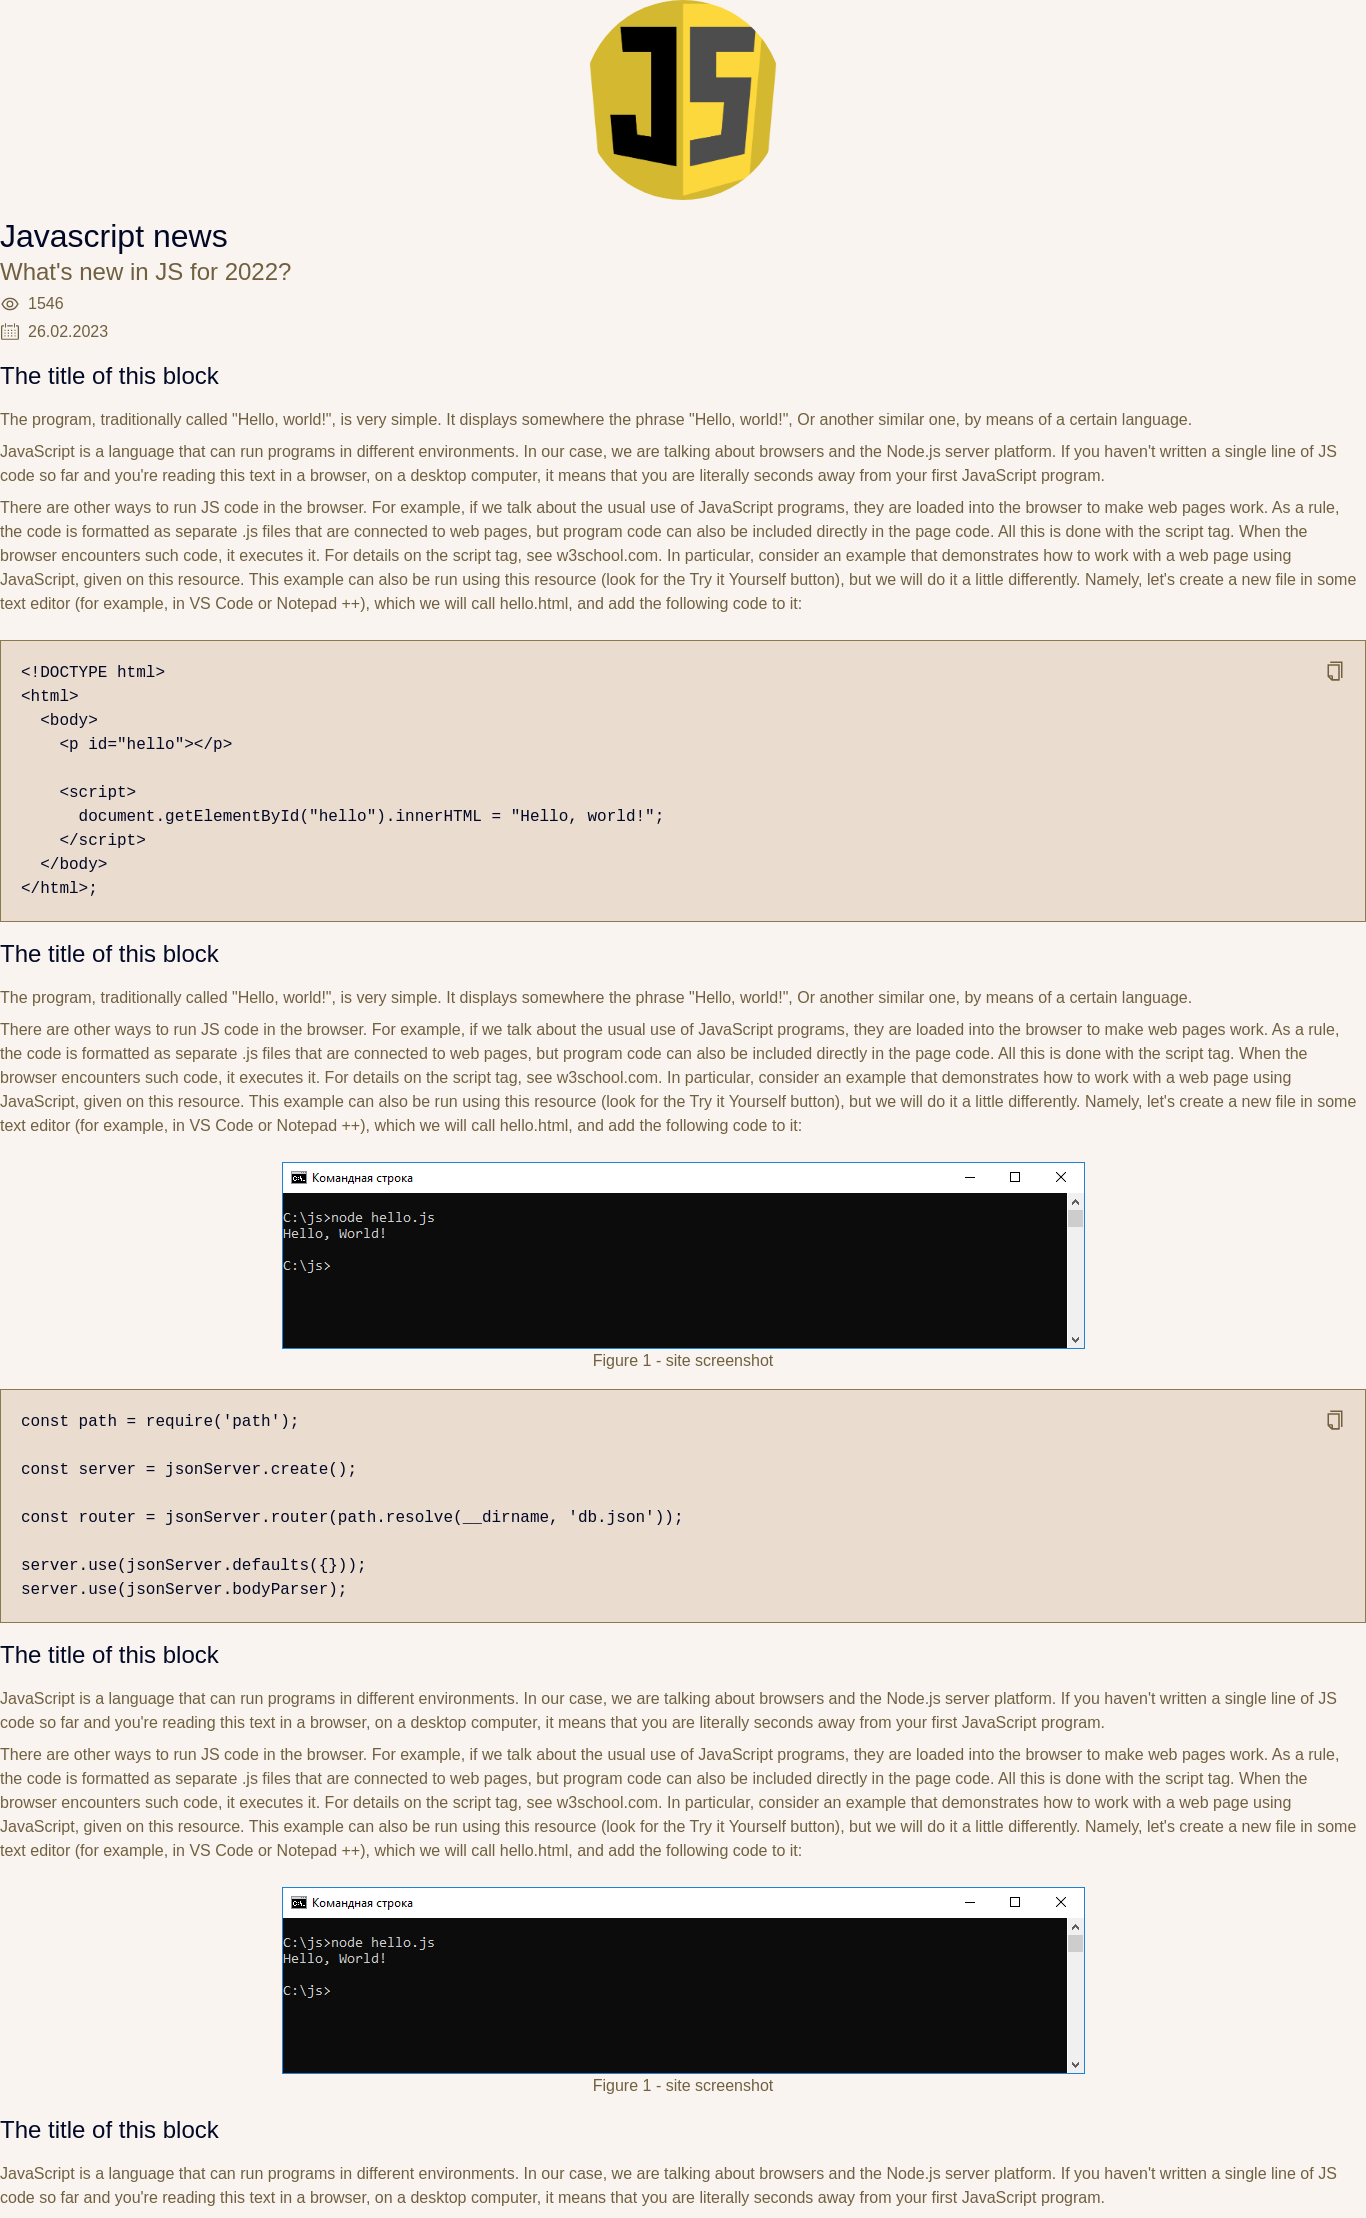 JS
Javascript news
What's new in JS for 2022?
1546
26.02.2023
The title of this block
The program, traditionally called "Hello, world!", is very simple. It displays somewhere the phrase "Hello, world!", Or another similar one, by means of a certain language.
JavaScript is a language that can run programs in different environments. In our case, we are talking about browsers and the Node.js server platform. If you haven't written a single line of JS
code so far and you're reading this text in a browser, on a desktop computer, it means that you are literally seconds away from your first JavaScript program.
There are other ways to run JS code in the browser. For example, if we talk about the usual use of JavaScript programs, they are loaded into the browser to make web pages work. As a rule,
the code is formatted as separate .js files that are connected to web pages, but program code can also be included directly in the page code. All this is done with the script tag. When the
browser encounters such code, it executes it. For details on the script tag, see w3school.com. In particular, consider an example that demonstrates how to work with a web page using
JavaScript, given on this resource. This example can also be run using this resource (look for the Try it Yourself button), but we will do it a little differently. Namely, let's create a new file in some
text editor (for example, in VS Code or Notepad ++), which we will call hello.html, and add the following code to it:
<!DOCTYPE html>
<html>
  <body>
    <p id="hello"></p>
    <script>
      document.getElementById("hello").innerHTML = "Hello, world!";
    </script>
  </body>
</html>;
The title of this block
The program, traditionally called "Hello, world!", is very simple. It displays somewhere the phrase "Hello, world!", Or another similar one, by means of a certain language.
There are other ways to run JS code in the browser. For example, if we talk about the usual use of JavaScript programs, they are loaded into the browser to make web pages work. As a rule,
the code is formatted as separate .js files that are connected to web pages, but program code can also be included directly in the page code. All this is done with the script tag. When the
browser encounters such code, it executes it. For details on the script tag, see w3school.com. In particular, consider an example that demonstrates how to work with a web page using
JavaScript, given on this resource. This example can also be run using this resource (look for the Try it Yourself button), but we will do it a little differently. Namely, let's create a new file in some
text editor (for example, in VS Code or Notepad ++), which we will call hello.html, and add the following code to it:
C:\. Командная строка
C:\js>node hello.js
Hello, World!
C:\js>
Figure 1 - site screenshot
const path = require('path');
const server = jsonServer.create();
const router = jsonServer.router(path.resolve(__dirname, 'db.json'));
server.use(jsonServer.defaults({}));
server.use(jsonServer.bodyParser);
The title of this block
JavaScript is a language that can run programs in different environments. In our case, we are talking about browsers and the Node.js server platform. If you haven't written a single line of JS
code so far and you're reading this text in a browser, on a desktop computer, it means that you are literally seconds away from your first JavaScript program.
There are other ways to run JS code in the browser. For example, if we talk about the usual use of JavaScript programs, they are loaded into the browser to make web pages work. As a rule,
the code is formatted as separate .js files that are connected to web pages, but program code can also be included directly in the page code. All this is done with the script tag. When the
browser encounters such code, it executes it. For details on the script tag, see w3school.com. In particular, consider an example that demonstrates how to work with a web page using
JavaScript, given on this resource. This example can also be run using this resource (look for the Try it Yourself button), but we will do it a little differently. Namely, let's create a new file in some
text editor (for example, in VS Code or Notepad ++), which we will call hello.html, and add the following code to it:
C:\. Командная строка
C:\js>node hello.js
Hello, World!
C:\js>
Figure 1 - site screenshot
The title of this block
JavaScript is a language that can run programs in different environments. In our case, we are talking about browsers and the Node.js server platform. If you haven't written a single line of JS
code so far and you're reading this text in a browser, on a desktop computer, it means that you are literally seconds away from your first JavaScript program.